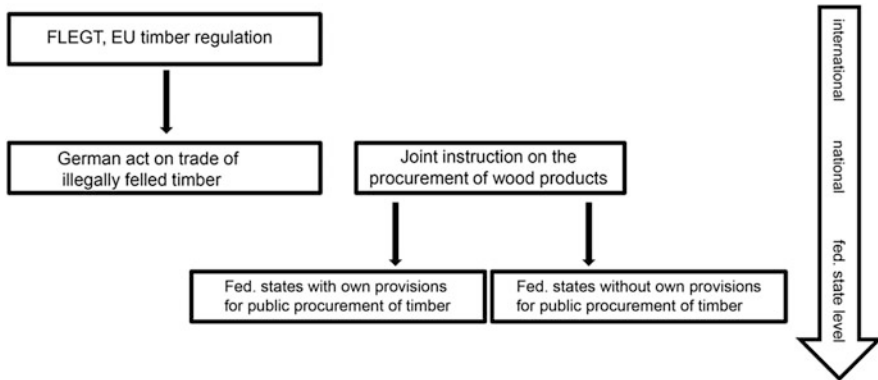 FLEGT, EU timber regulation
German act on trade of
illegally felled timber
Joint instruction on the
procurement of wood products
Fed. states with own provisions
for public procurement of timber
Fed. states without own provisions
for public procurement of timber
international
national
fed. state level